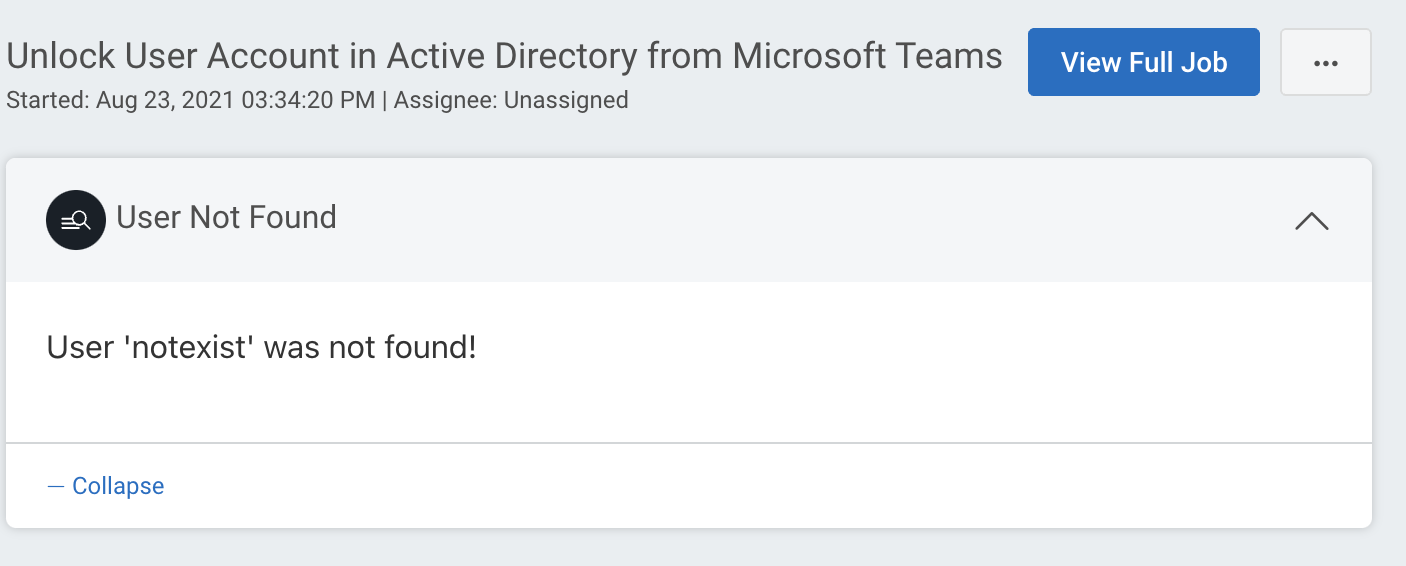 Unlock User Account in Active Directory from Microsoft Teams
View Full Job
...
Started: Aug 23, 2021 03:34:20 PM | Assignee: Unassigned
User Not Found
User 'notexist' was not found!
— Collapse